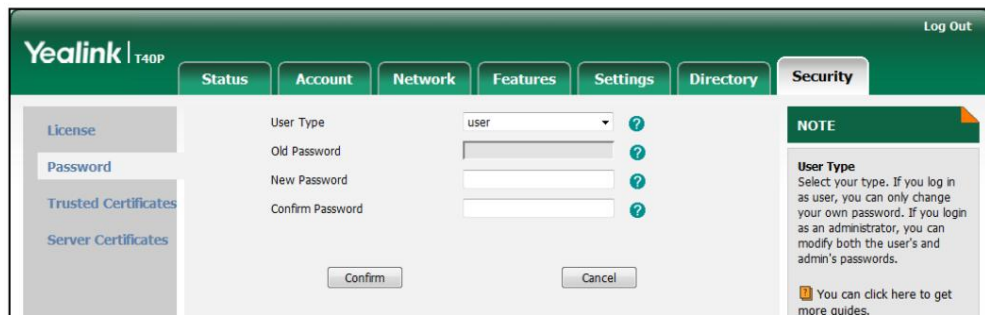 Log Out
Yealink T40P
Status Account Network Features Settings Directory Security
License
Password
Trusted Certificates
Server Certificates
User Type user ?
Old Password ?
New Password ?
Confirm Password ?
Confirm Cancel
NOTE
User Type
Select your type. If you log in
as user, you can only change
your own password. If you login
as an administrator, you can
modify both the user's and
admin's passwords.
? You can click here to get
more guides.